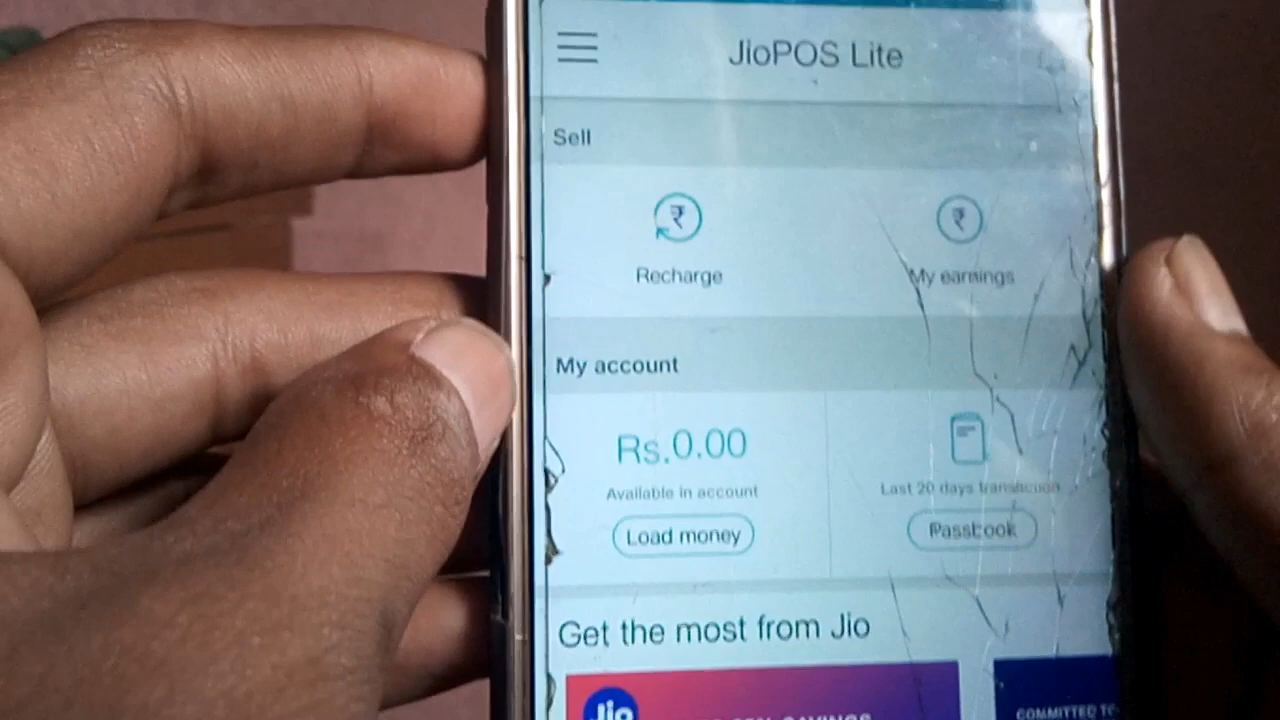 JioPOS Lite
Sell
₹ ₹
Recharge My earnings
My account
Rs.0.00
Available in account Last 20 days transaction
Load money Passbook
Get the most from Jio
Jio SAVINGS
COMMITTED TO